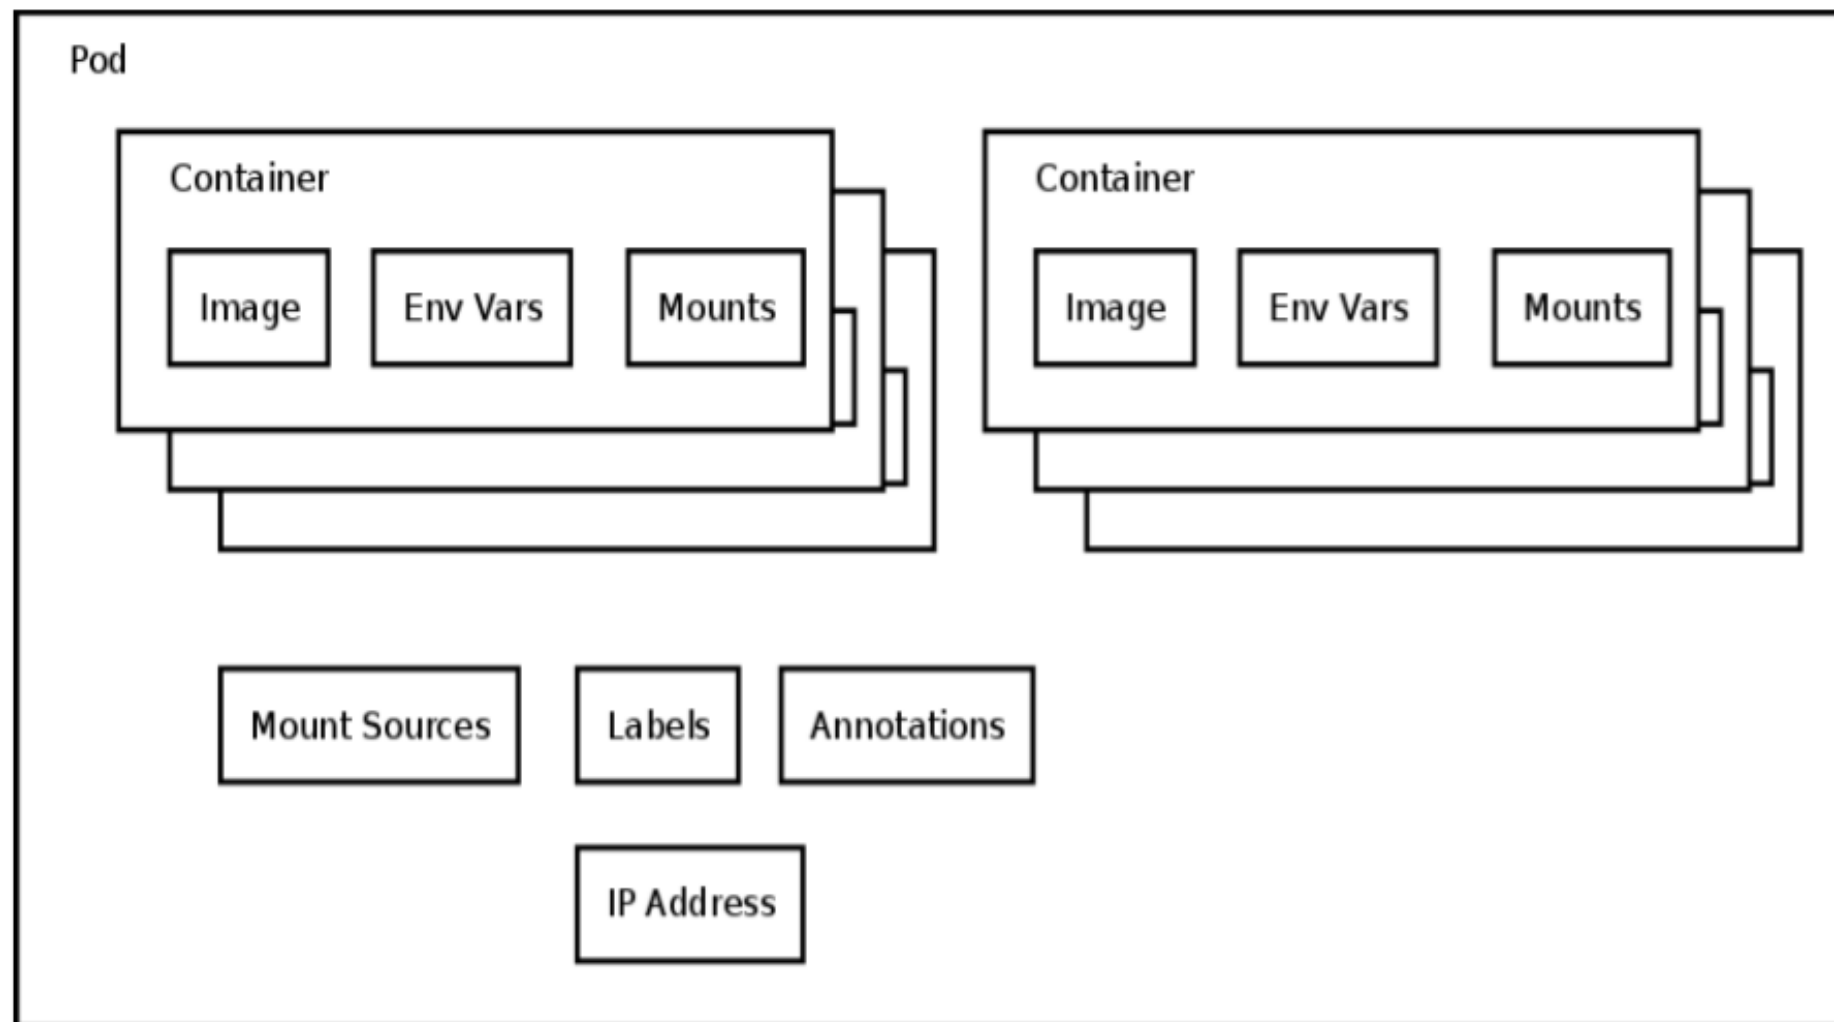 Pod
Container
Container
Image
Env Vars
Mounts
Image
Env Vars
Mounts
Mount Sources
Labels
Annotations
IP Address